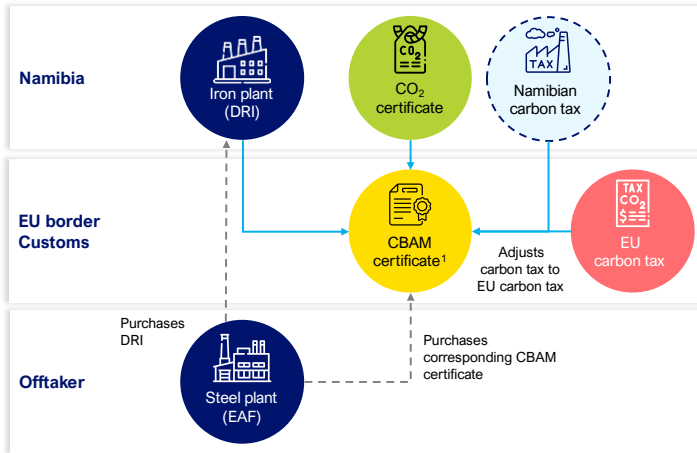 Namibia
Iron plant
(DRI)
CO₂
CO₂
certificate
TAX
Namibian
carbon tax
EU border
Customs
CBAM
certificate¹
Adjusts
carbon tax to
EU carbon tax
TAX
CO₂
$
EU
carbon tax
Purchases
DRI
Offtaker
Steel plant
(EAF)
Purchases
corresponding CBAM
certificate